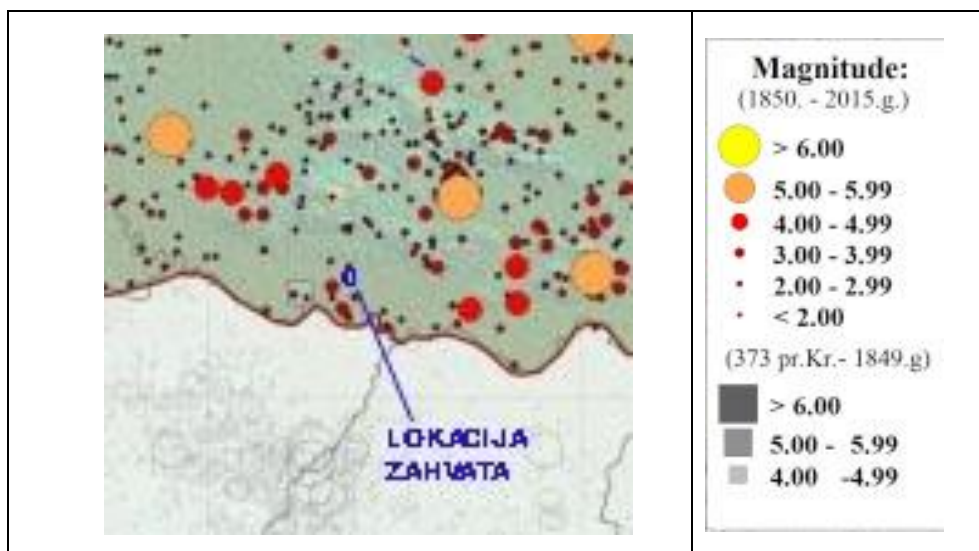 LOKACIJA
ZAHVATA
Magnitude:
(1850. - 2015.g.)
> 6.00
5.00 - 5.99
4.00 - 4.99
3.00 - 3.99
2.00 - 2.99
< 2.00
(373 pr.Kr.- 1849.g)
> 6.00
5.00 - 5.99
4.00 -4.99